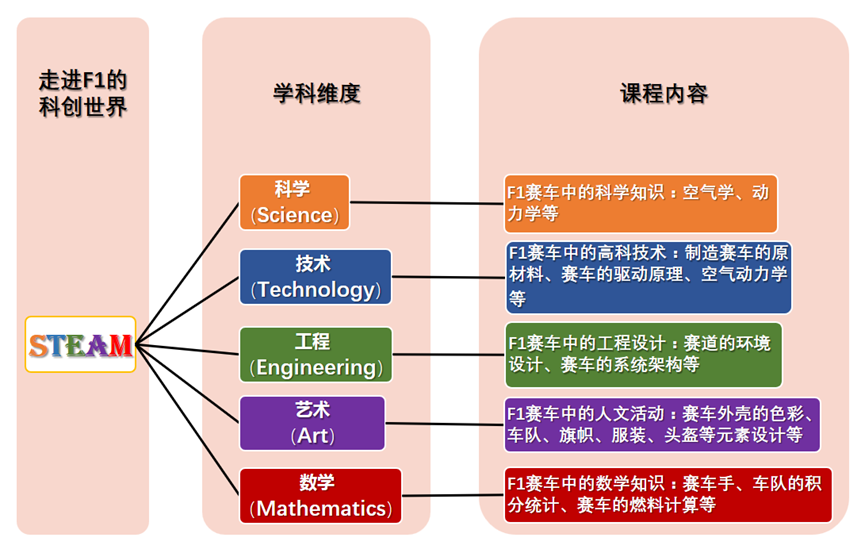 走进F1的
科创世界
学科维度
课程内容
STEAM
科学
(Science)
F1赛车中的科学知识：空气学、动
力学等
技术
(Technology)
F1赛车中的高科技术：制造赛车的原
材料、赛车的驱动原理、空气动力学
等
工程
(Engineering)
F1赛车中的工程设计：赛道的环境
设计、赛车的系统架构等
艺术
(Art)
F1赛车中的人文活动：赛车外壳的色彩、
车队、旗帜、服装、头盔等元素设计等
数学
(Mathematics)
F1赛车中的数学知识：赛车手、车队的积
分统计、赛车的燃料计算等